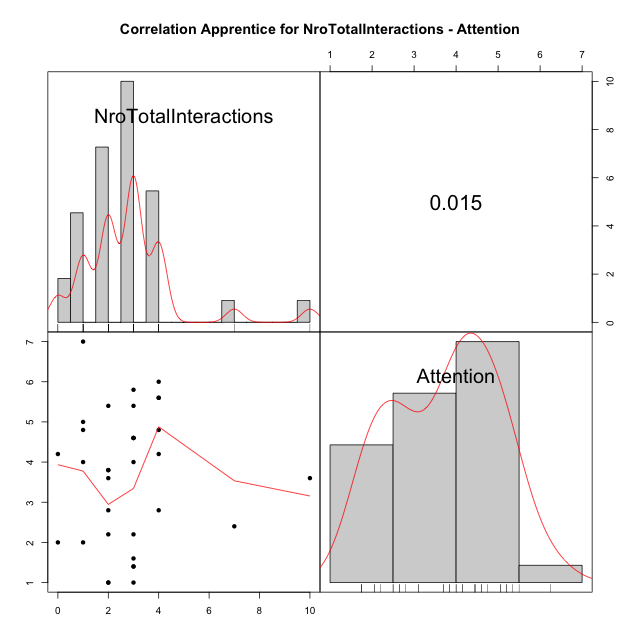 Correlation Apprentice for NroTotalInteractions - Attention
1 2 3 4 5 6 7
NroTotalInteractions
0.015
0 2 4 6 8 10
Attention
1 2 3 4 5 6 7
0 2 4 6 8 10